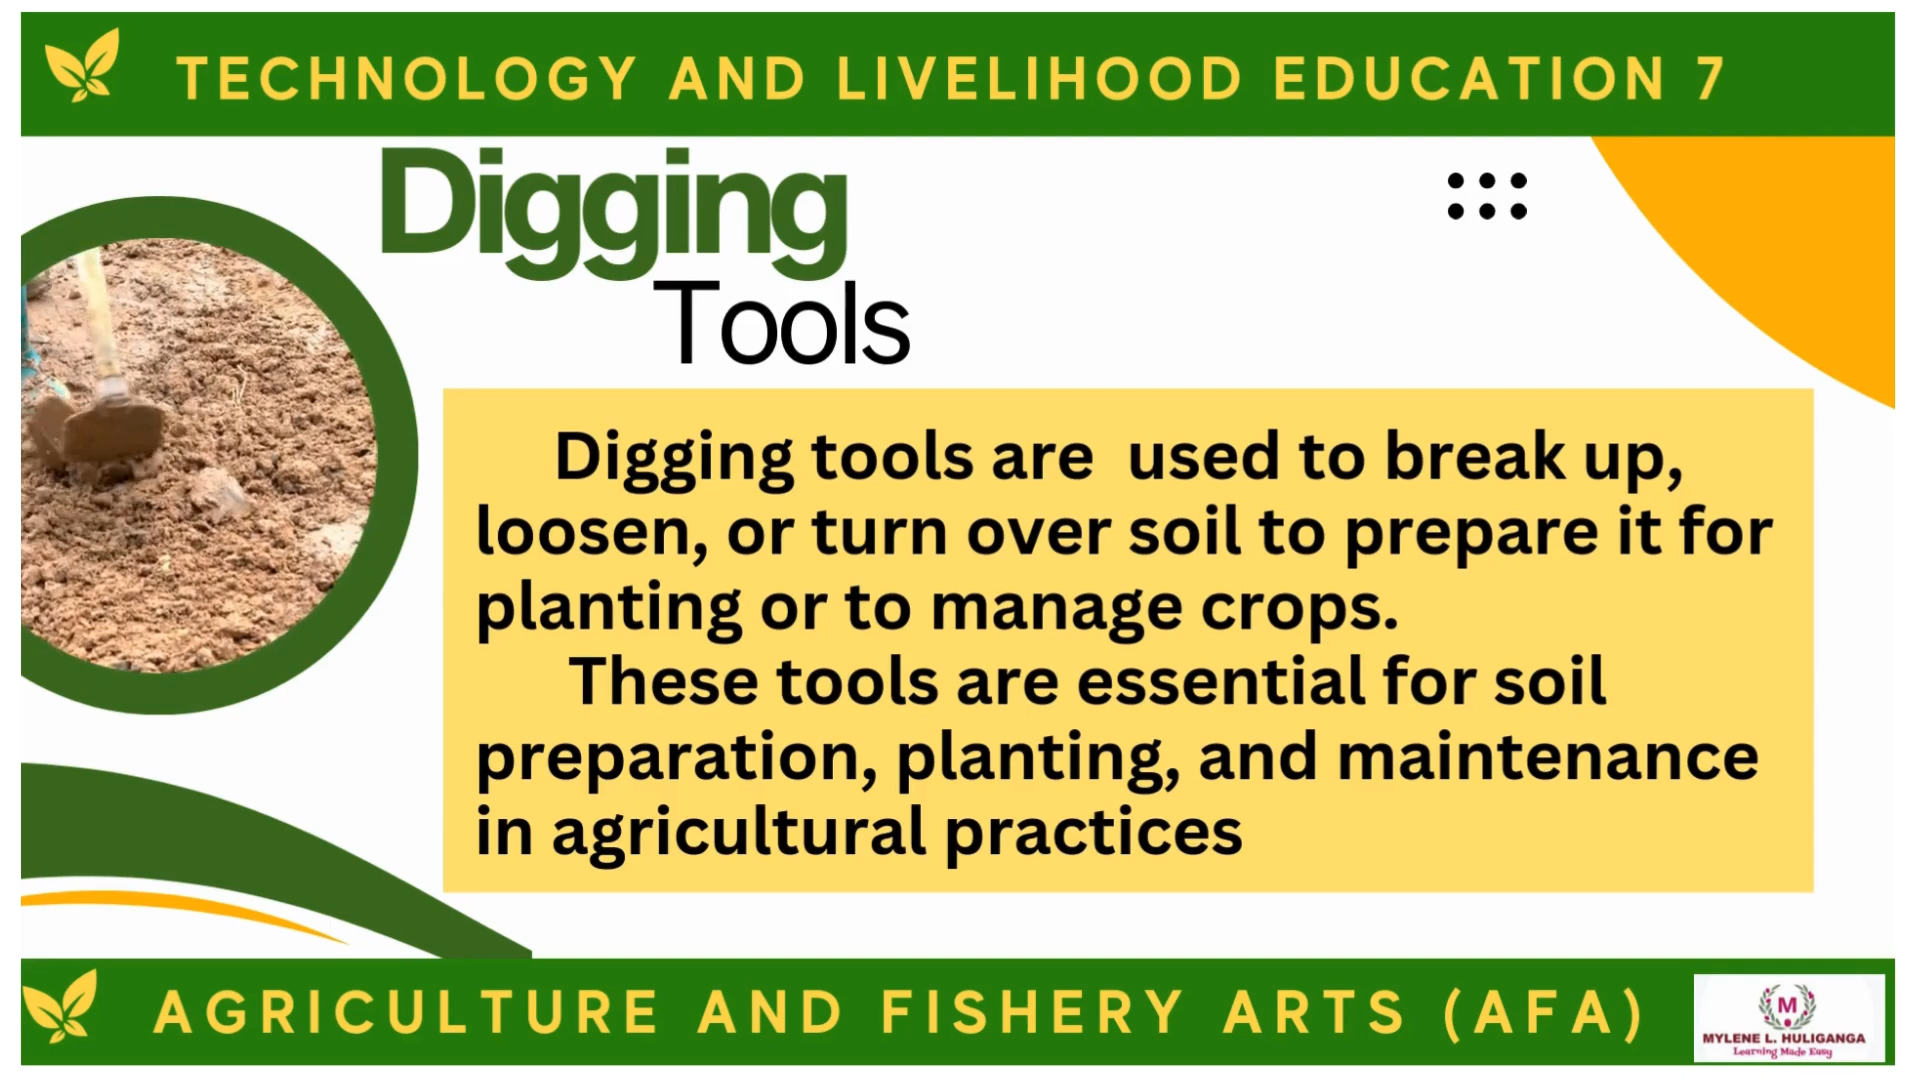 TECHNOLOGY AND LIVELIHOOD EDUCATION 7
Digging
Tools
Digging tools are used to break up,
loosen, or turn over soil to prepare it for
planting or to manage crops.
These tools are essential for soil
preparation, planting, and maintenance
in agricultural practices
AGRICULTURE AND FISHERY ARTS (AFA)
M
MYLENE L. HULIGANGA
Learning Made Easy